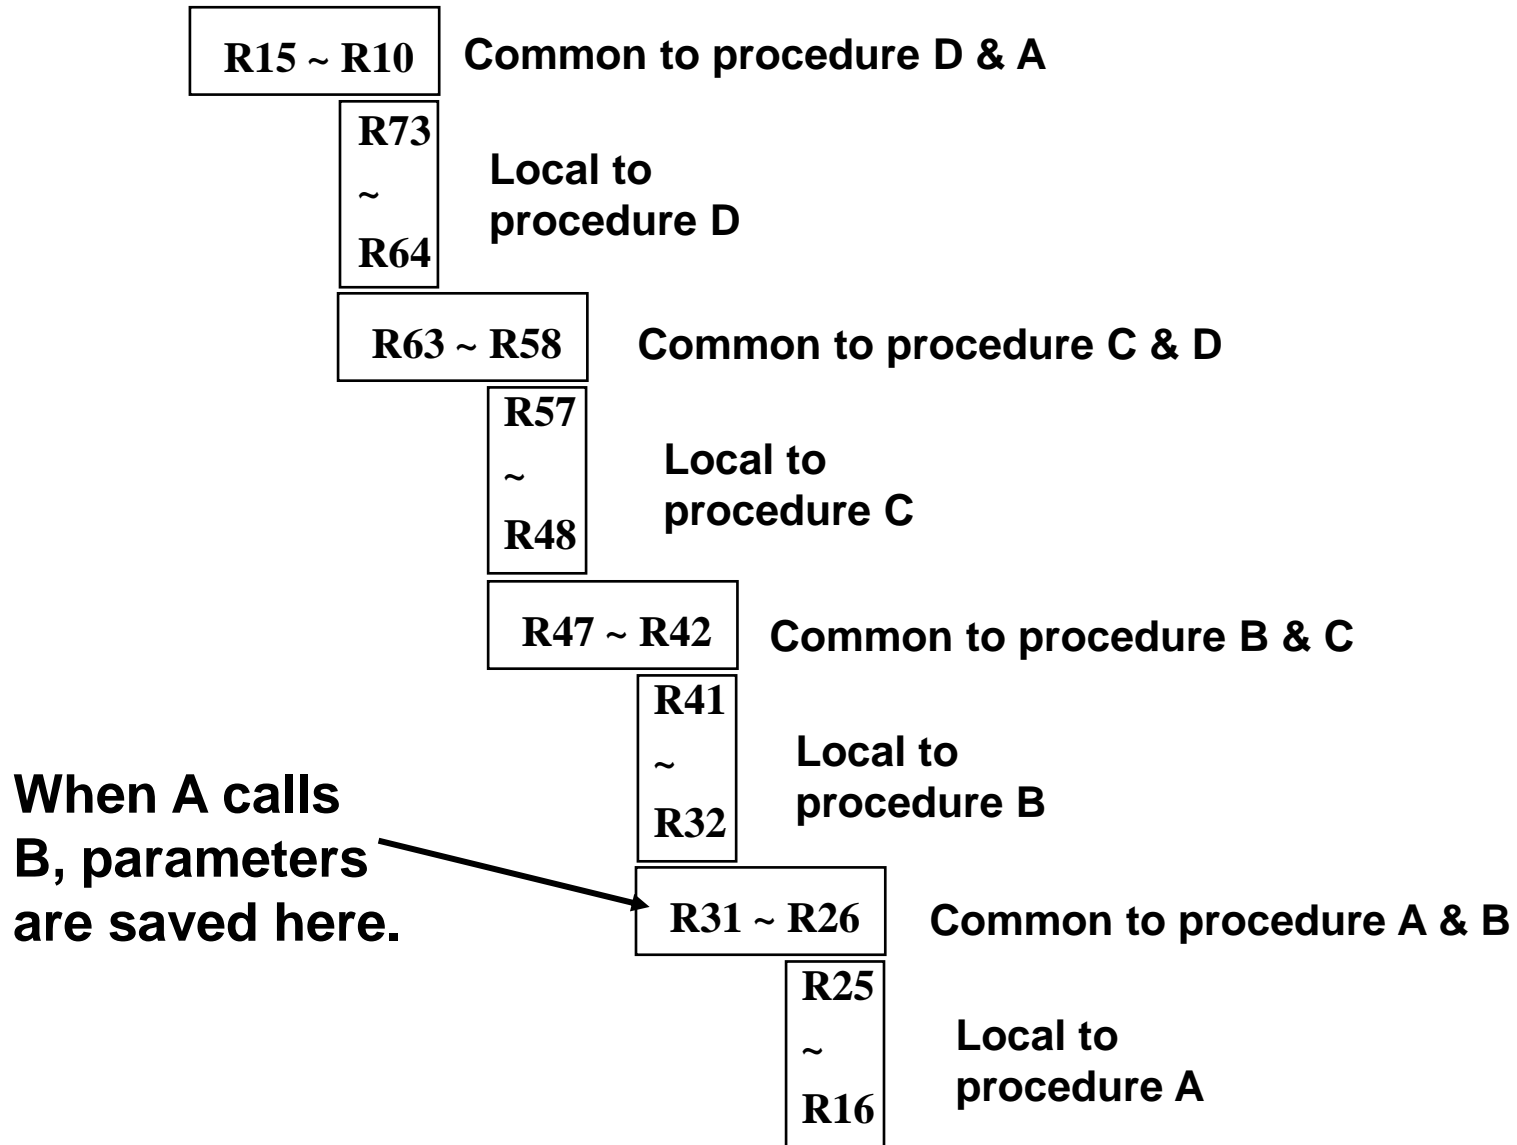 R15 ~ R10
Common to procedure D & A
R73
~
R64
Local to
procedure D
R63 ~ R58
Common to procedure C & D
R57
~
R48
Local to
procedure C
R47 ~ R42
Common to procedure B & C
R41
~
R32
Local to
procedure B
When A calls
B, parameters
are saved here.
R31 ~ R26
Common to procedure A & B
R25
~
R16
Local to
procedure A